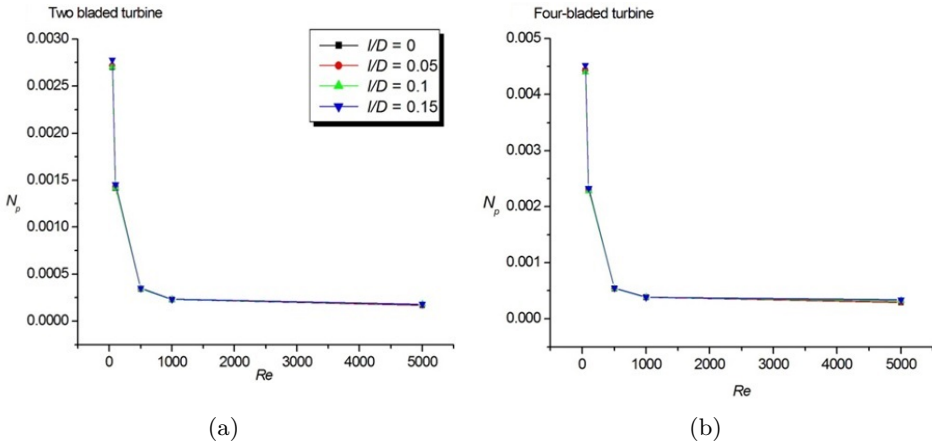 Two bladed turbine
0.0030
0.0025
0.0020
0.0015
0.0010
0.0005
0.0000
N_p
0
1000
2000
3000
4000
5000
Re
l/D = 0
l/D = 0.05
l/D = 0.1
l/D = 0.15
(a)
Four-bladed turbine
0.005
0.004
0.003
0.002
0.001
0.000
N_p
0
1000
2000
3000
4000
5000
Re
(b)